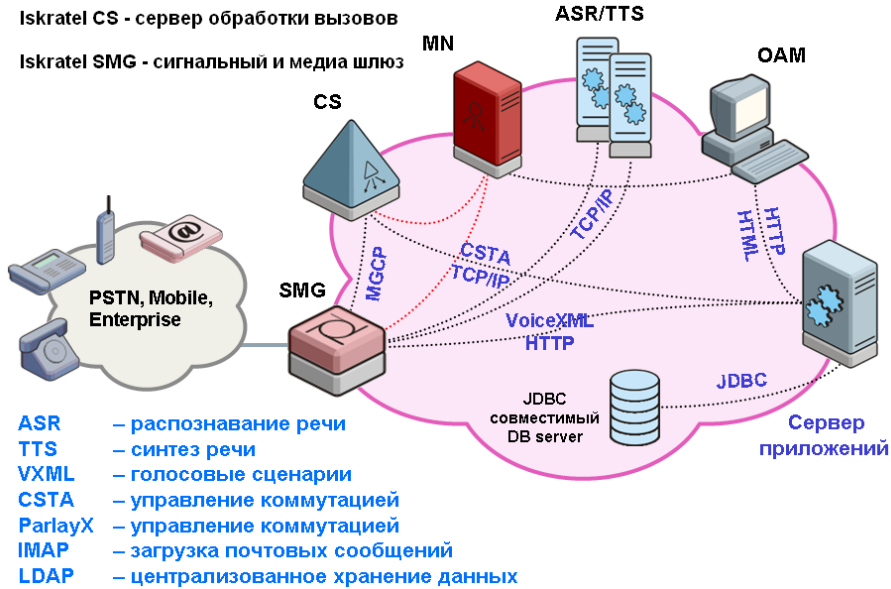 Iskratel CS - сервер обработки вызовов
Iskratel SMG - сигнальный и медиа шлюз
ASR/TTS
MN
OAM
CS
TCP/IP
HTTP
HTML
MGCP
CSTA
TCP/IP
PSTN, Mobile,
Enterprise
SMG
VoiceXML
HTTP
JDBC
JDBC
совместимый
DB server
Сервер
приложений
ASR – распознавание речи
TTS – синтез речи
VXML – голосовые сценарии
CSTA – управление коммутацией
ParlayX – управление коммутацией
IMAP – загрузка почтовых сообщений
LDAP – централизованное хранение данных